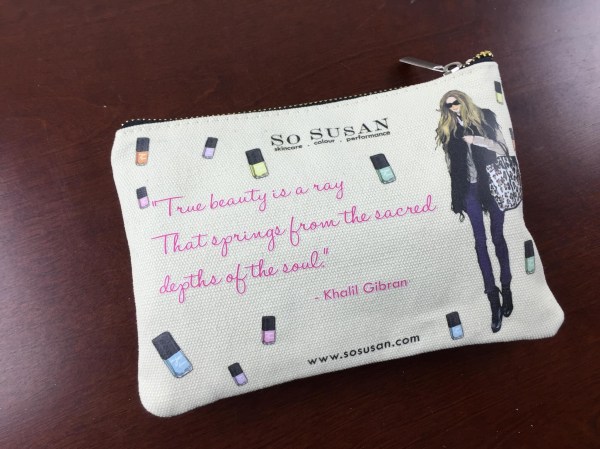 So Susan
skincare . colour . performance
"True beauty is a ray
That springs from the sacred
depths of the soul."
- Khalil Gibran
www.sosusan.com